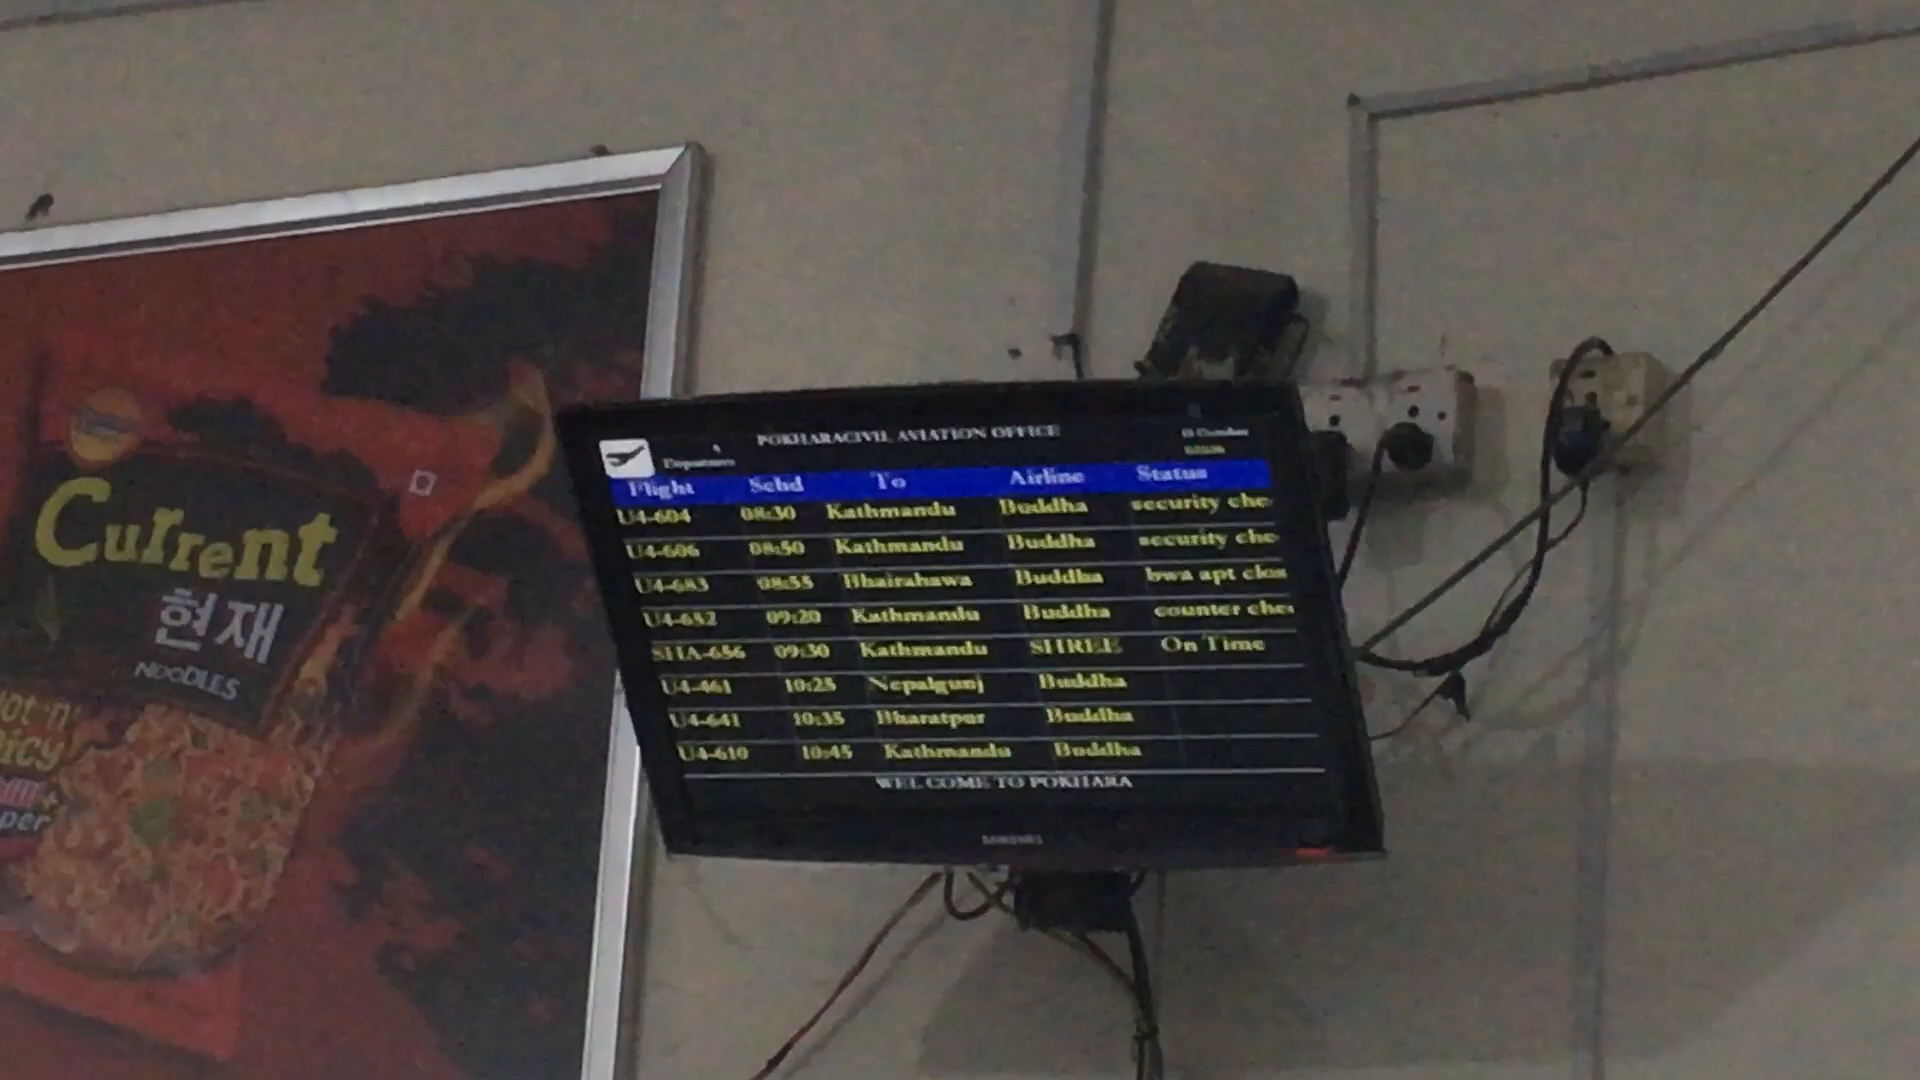 Current
현재
NOODLES
POKHARACIVIL AVIATION OFFICE
Departures
Flight Schd To Airline Status
U4-604 08:30 Kathmandu Buddha security che
U4-606 08:50 Kathmandu Buddha security che
U4-683 08:55 Bhairahawa Buddha bwa apt clos
U4-652 09:20 Kathmandu Buddha counter che
SHA-656 09:30 Kathmandu SHREE On Time
U4-461 10:25 Nepalgunj Buddha
U4-641 10:35 Bharatpur Buddha
U4-610 10:45 Kathmandu Buddha
WEL COME TO POKHARA
SAMSUNG